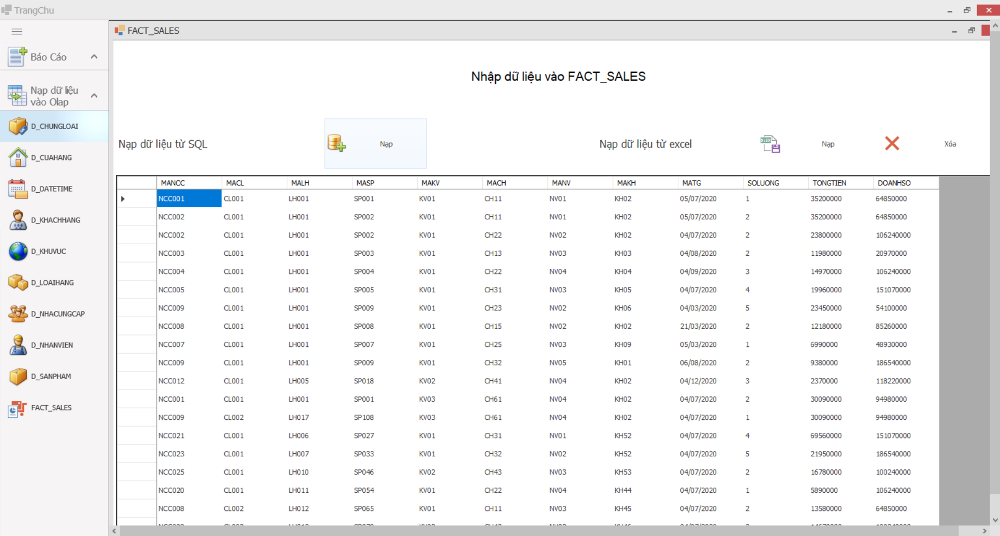 TrangChu
FACT_SALES
Báo Cáo
Nạp dữ liệu
vào Olap
D_CHUNGLOAI
D_CUAHANG
D_DATETIME
D_KHACHHANG
D_KHUVUC
D_LOAIHANG
D_NHACUNGCAP
D_NHANVIEN
D_SANPHAM
FACT_SALES
Nhập dữ liệu vào FACT_SALES
Nạp dữ liệu từ SQL Nạp Nạp dữ liệu từ excel XLSX Nạp Xóa
MANCC MACL MALH MASP MAKV MACH MANV MAKH MATG SOLUONG TONGTIEN DOANHSO
NCC001 CL001 LH001 SP001 KV01 CH11 NV01 KH02 05/07/2020 1 35200000 64850000
NCC002 CL001 LH001 SP002 KV01 CH11 NV01 KH02 05/07/2020 2 35200000 64850000
NCC002 CL001 LH001 SP002 KV01 CH22 NV02 KH02 04/07/2020 2 23800000 106240000
NCC003 CL001 LH001 SP003 KV01 CH13 NV03 KH03 04/08/2020 2 11980000 20970000
NCC004 CL001 LH001 SP004 KV01 CH22 NV04 KH04 04/09/2020 3 14970000 106240000
NCC005 CL001 LH001 SP005 KV01 CH31 NV03 KH05 04/07/2020 4 19960000 151070000
NCC009 CL001 LH001 SP009 KV01 CH23 NV02 KH06 04/03/2020 5 23450000 54100000
NCC008 CL001 LH001 SP008 KV01 CH15 NV02 KH02 21/03/2020 2 12180000 85260000
NCC007 CL001 LH001 SP007 KV01 CH25 NV03 KH09 05/03/2020 1 6990000 48930000
NCC009 CL001 LH001 SP009 KV01 CH32 NV05 KH01 06/08/2020 2 9380000 186540000
NCC012 CL001 LH005 SP018 KV02 CH41 NV04 KH02 04/12/2020 3 2370000 118220000
NCC001 CL001 LH001 SP001 KV03 CH61 NV04 KH02 04/07/2020 2 30090000 94980000
NCC009 CL002 LH017 SP108 KV03 CH61 NV04 KH02 04/07/2020 1 30090000 94980000
NCC021 CL001 LH006 SP027 KV01 CH31 NV01 KH52 04/07/2020 4 69560000 151070000
NCC023 CL001 LH007 SP033 KV01 CH32 NV02 KH52 04/07/2020 5 21950000 186540000
NCC025 CL001 LH010 SP046 KV02 CH43 NV03 KH53 04/07/2020 2 16780000 100240000
NCC020 CL001 LH011 SP054 KV01 CH22 NV04 KH44 04/07/2020 1 5890000 106240000
NCC008 CL002 LH012 SP065 KV01 CH11 NV03 KH45 04/07/2020 2 13580000 64850000